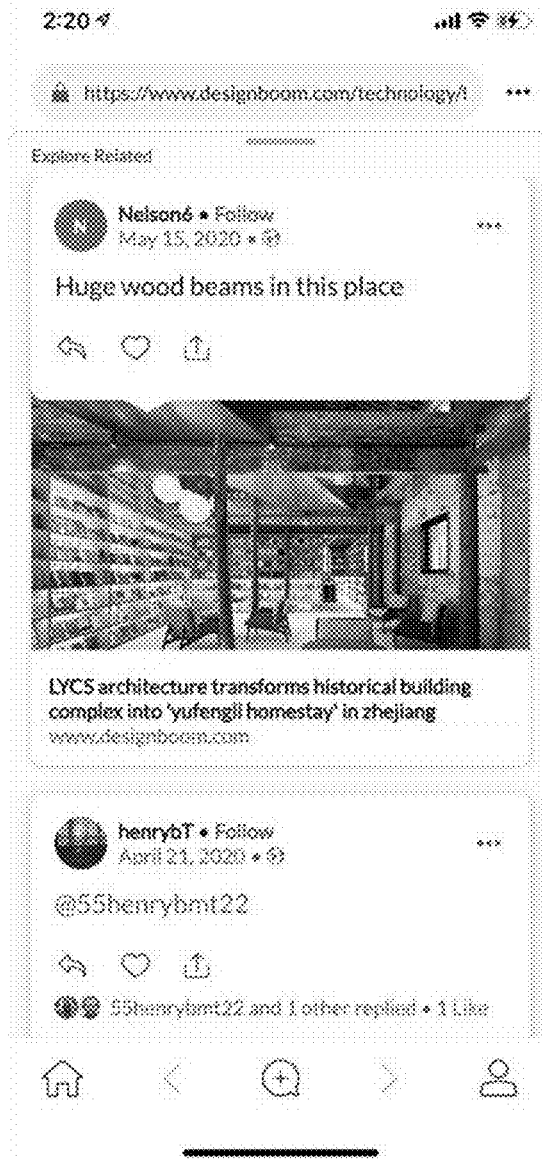 2:20
https://www.designboom.com/technology/t
Explore Related
N
Nelson6 • Follow
May 15, 2020 •
Huge wood beams in this place
LYCS architecture transforms historical building
complex into 'yufengli homestay' in zhejiang
www.designboom.com
henrybT • Follow
April 21, 2020 •
@55henrybmt22
55henrybmt22 and 1 other replied • 1 Like